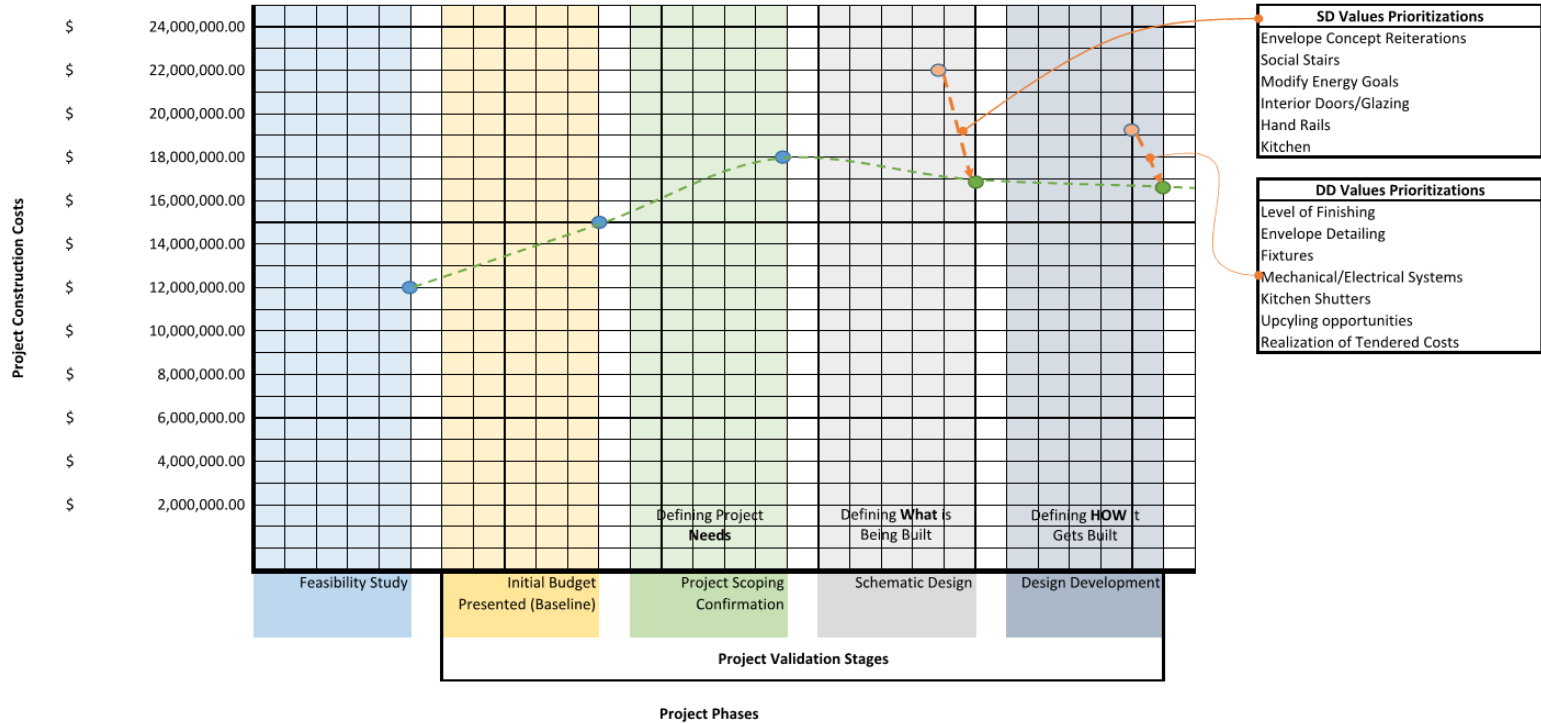 Project Construction Costs
$ 24,000,000.00
$ 22,000,000.00
$ 20,000,000.00
$ 18,000,000.00
$ 16,000,000.00
$ 14,000,000.00
$ 12,000,000.00
$ 10,000,000.00
$ 8,000,000.00
$ 6,000,000.00
$ 4,000,000.00
$ 2,000,000.00
Defining Project
Needs
Defining What is
Being Built
Defining HOW it
Gets Built
Feasibility Study
Initial Budget
Presented (Baseline)
Project Scoping
Confirmation
Schematic Design
Design Development
Project Validation Stages
Project Phases
SD Values Prioritizations
Envelope Concept Reiterations
Social Stairs
Modify Energy Goals
Interior Doors/Glazing
Hand Rails
Kitchen
DD Values Prioritizations
Level of Finishing
Envelope Detailing
Fixtures
Mechanical/Electrical Systems
Kitchen Shutters
Upcyling opportunities
Realization of Tendered Costs